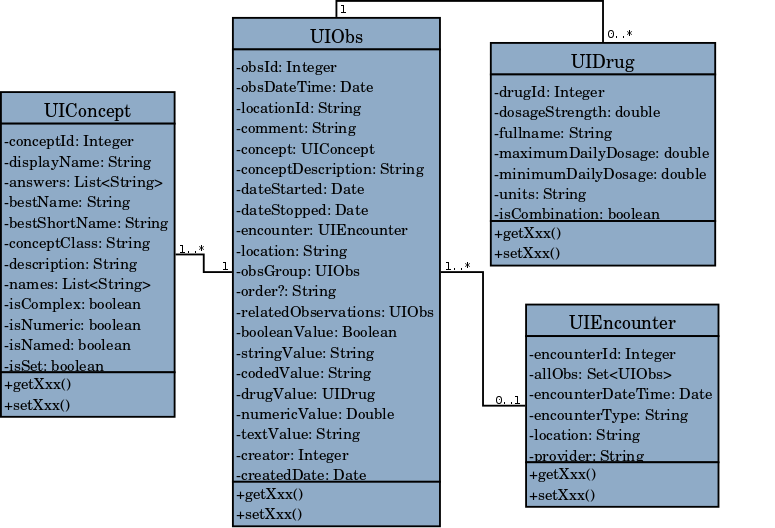 UIConcept
-conceptId: Integer
-displayName: String
-answers: List<String>
-bestName: String
-bestShortName: String
-conceptClass: String
-description: String
-names: List<String>
-isComplex: boolean
-isNumeric: boolean
-isNamed: boolean
-isSet: boolean
+getXxx()
+setXxx()
1..*
1
UIObs
-obsId: Integer
-obsDateTime: Date
-locationId: String
-comment: String
-concept: UIConcept
-conceptDescription: String
-dateStarted: Date
-dateStopped: Date
-encounter: UIEncounter
-location: String
-obsGroup: UIObs
-order?: String
-relatedObservations: UIObs
-booleanValue: Boolean
-stringValue: String
-codedValue: String
-drugValue: UIDrug
-numericValue: Double
-textValue: String
-creator: Integer
-createdDate: Date
+getXxx()
+setXxx()
1
0..*
UIDrug
-drugId: Integer
-dosageStrength: double
-fullname: String
-maximumDailyDosage: double
-minimumDailyDosage: double
-units: String
-isCombination: boolean
+getXxx()
+setXxx()
1..*
0..1
UIEncounter
-encounterId: Integer
-allObs: Set<UIObs>
-encounterDateTime: Date
-encounterType: String
-location: String
-provider: String
+getXxx()
+setXxx()